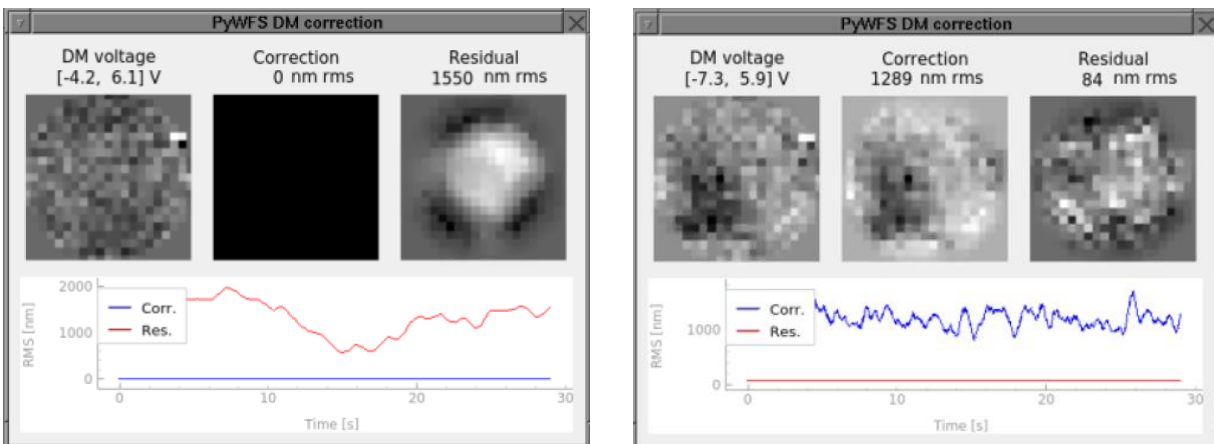 PyWFS DM correction
DM voltage
[-4.2, 6.1] V
Correction
0 nm rms
Residual
1550 nm rms
2000
1000
0
RMS [nm]
Corr.
Res.
0
10
20
30
Time [s]
PyWFS DM correction
DM voltage
[-7.3, 5.9] V
Correction
1289 nm rms
Residual
84 nm rms
1000
0
RMS [nm]
Corr.
Res.
0
10
20
30
Time [s]